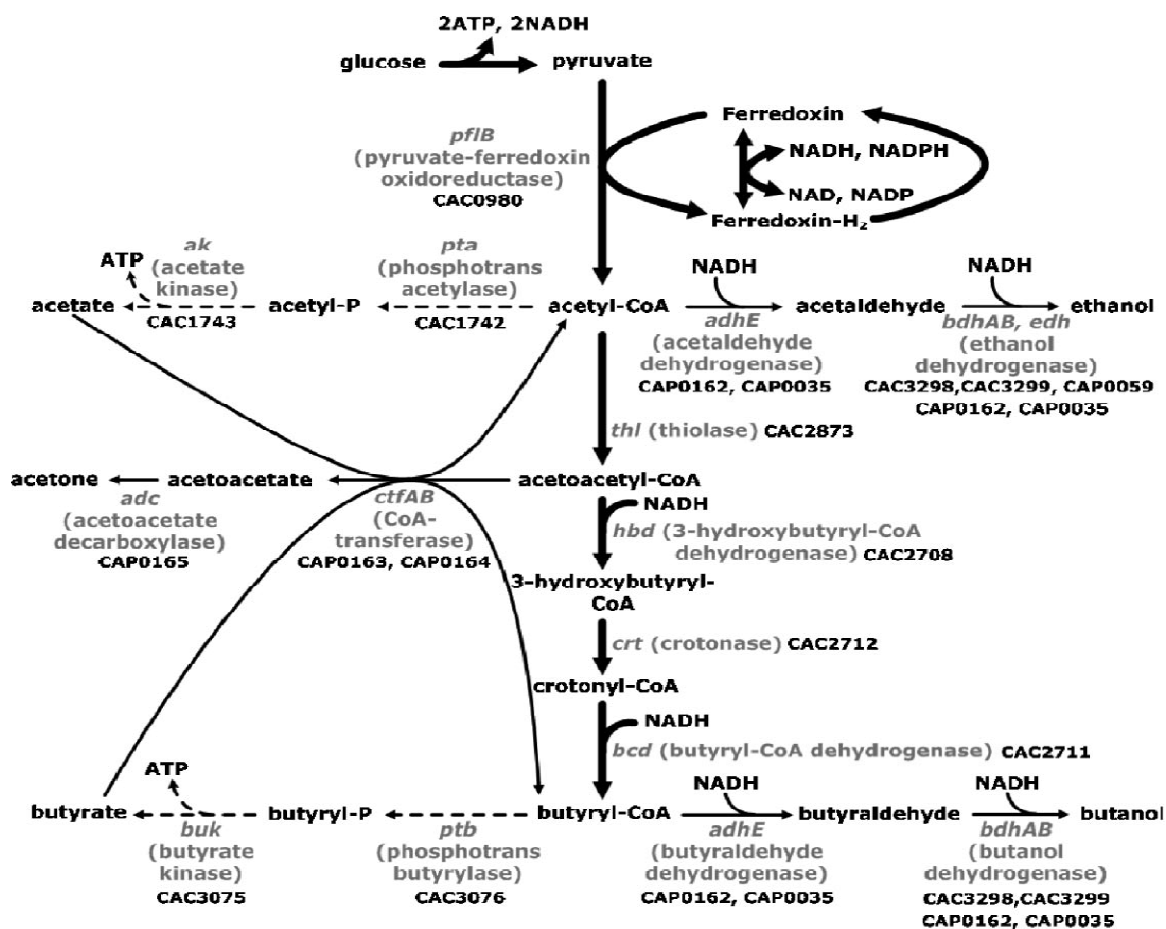 2ATP, 2NADH
glucose
pyruvate
Ferredoxin
pflB
(pyruvate-ferredoxin
oxidoreductase)
CAC0980
NADH, NADPH
NAD, NADP
Ferredoxin-H₂
ATP
ak
(acetate
kinase)
CAC1743
pta
(phosphotrans
acetylase)
CAC1742
NADH
NADH
acetate
acetyl-P
acetyl-CoA
acetaldehyde
ethanol
adhE
(acetaldehyde
dehydrogenase)
CAP0162, CAP0035
bdhAB, edh
(ethanol
dehydrogenase)
CAC3298,CAC3299, CAP0059
CAP0162, CAP0035
thl (thiolase) CAC2873
acetone
acetoacetate
acetoacetyl-CoA
adc
(acetoacetate
decarboxylase)
CAP0165
ctfAB
(CoA-
transferase)
CAP0163, CAP0164
NADH
hbd (3-hydroxybutyryl-CoA
dehydrogenase) CAC2708
3-hydroxybutyryl-
CoA
crt (crotonase) CAC2712
crotonyl-CoA
NADH
bcd (butyryl-CoA dehydrogenase) CAC2711
ATP
NADH
NADH
butyrate
butyryl-P
butyryl-CoA
butyraldehyde
butanol
buk
(butyrate
kinase)
CAC3075
ptb
(phosphotrans
butyrylase)
CAC3076
adhE
(butyraldehyde
dehydrogenase)
CAP0162, CAP0035
bdhAB
(butanol
dehydrogenase)
CAC3298,CAC3299
CAP0162, CAP0035